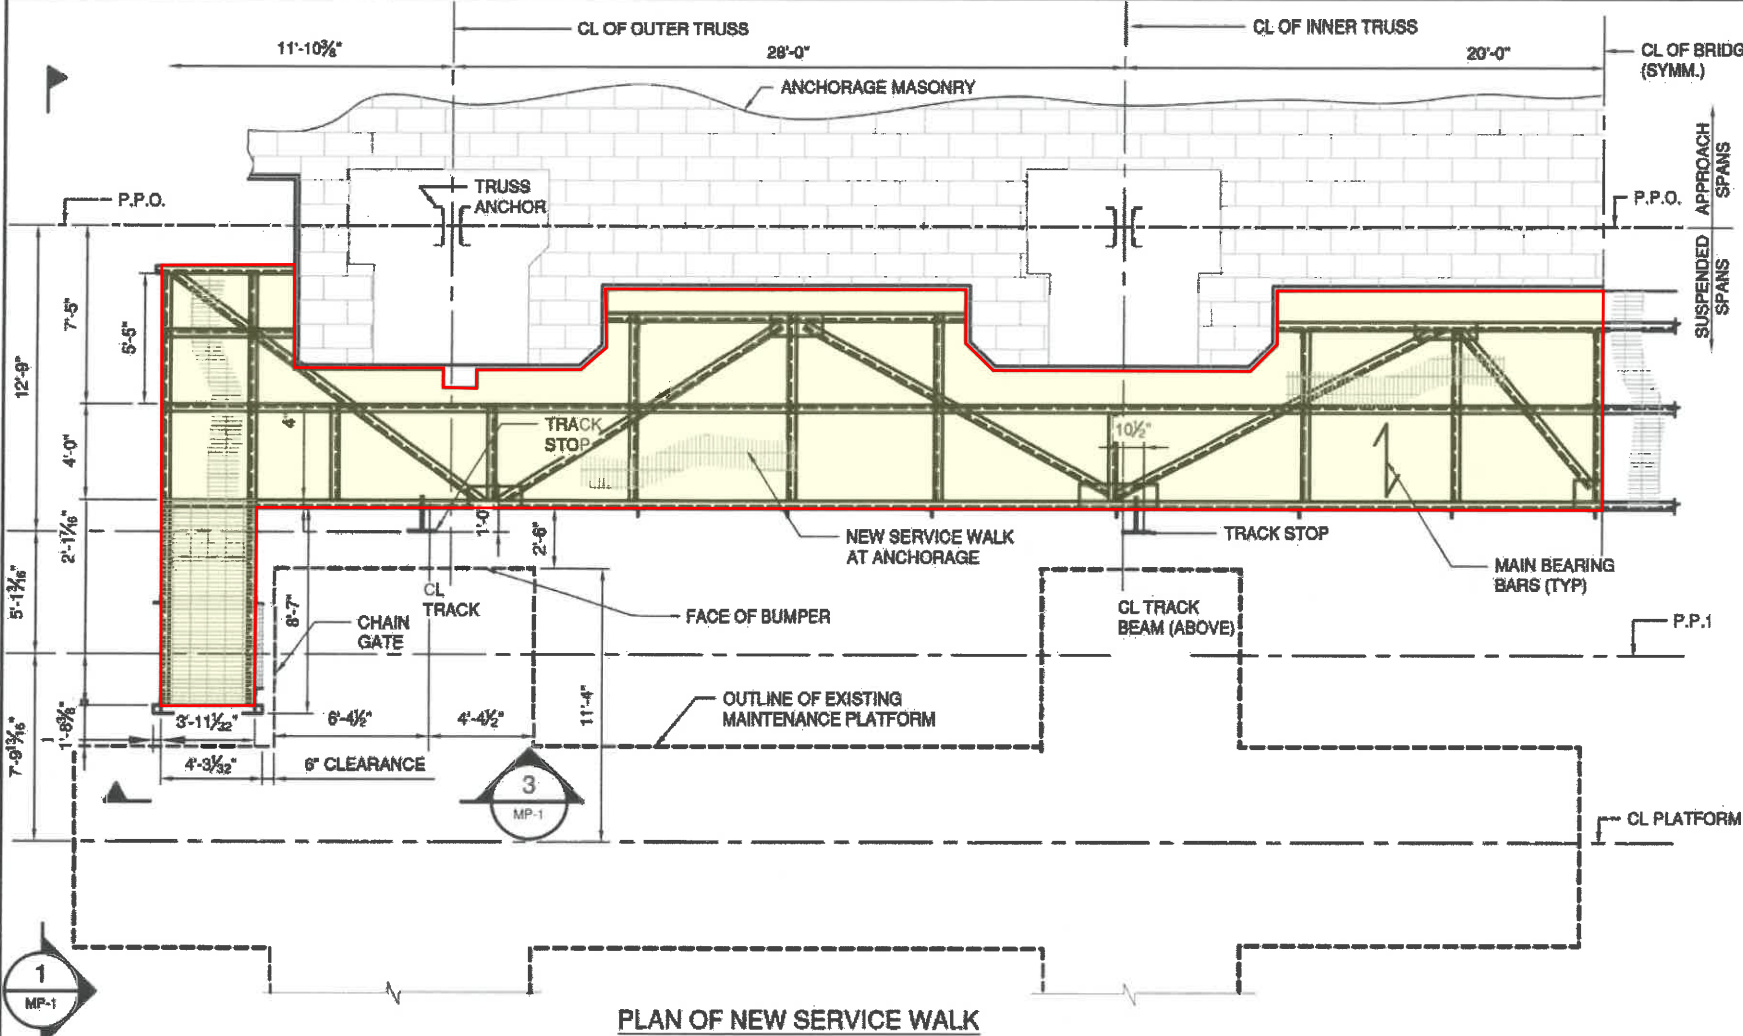 CL OF OUTER TRUSS
CL OF INNER TRUSS
11'-10⅜"
28'-0"
20'-0"
CL OF BRIDG
(SYMM.)
ANCHORAGE MASONRY
APPROACH
SPANS
SUSPENDED
SPANS
P.P.O.
TRUSS
ANCHOR
P.P.O.
7'-5"
5'-5"
12'-9"
4'-0"
4'
TRACK
STOP
10½"
2'-1⅟₁₆"
1'-0"
2'-6"
NEW SERVICE WALK
AT ANCHORAGE
TRACK STOP
MAIN BEARING
BARS (TYP)
5'-1³⁄₁₆"
CL
TRACK
8'-7"
FACE OF BUMPER
CHAIN
GATE
CL TRACK
BEAM (ABOVE)
P.P.1
OUTLINE OF EXISTING
MAINTENANCE PLATFORM
11'-4"
3'-11¹⁄₃₂"
6'-4½"
4'-4½"
1'-8⅜"
1
7'-9¹³⁄₁₆"
4'-3¹⁄₃₂"
6" CLEARANCE
3
MP-1
CL PLATFORM
1
MP-1
PLAN OF NEW SERVICE WALK